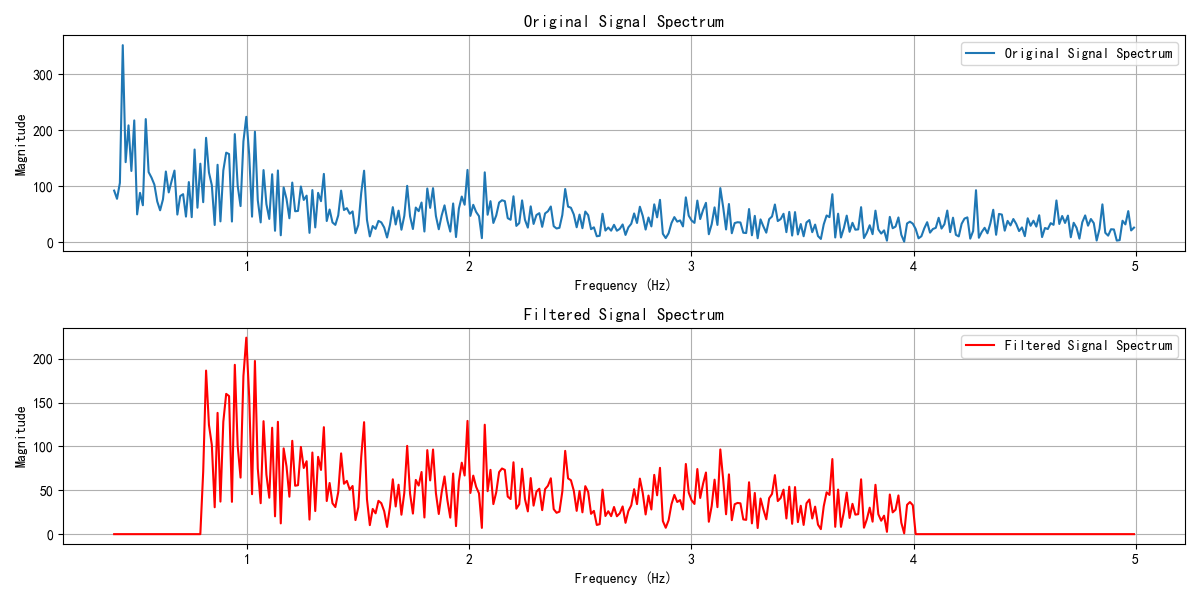 Original Signal Spectrum
Original Signal Spectrum
Magnitude
300
200
100
0
1
2
3
4
5
Frequency (Hz)
Filtered Signal Spectrum
Filtered Signal Spectrum
Magnitude
200
150
100
50
0
1
2
3
4
5
Frequency (Hz)